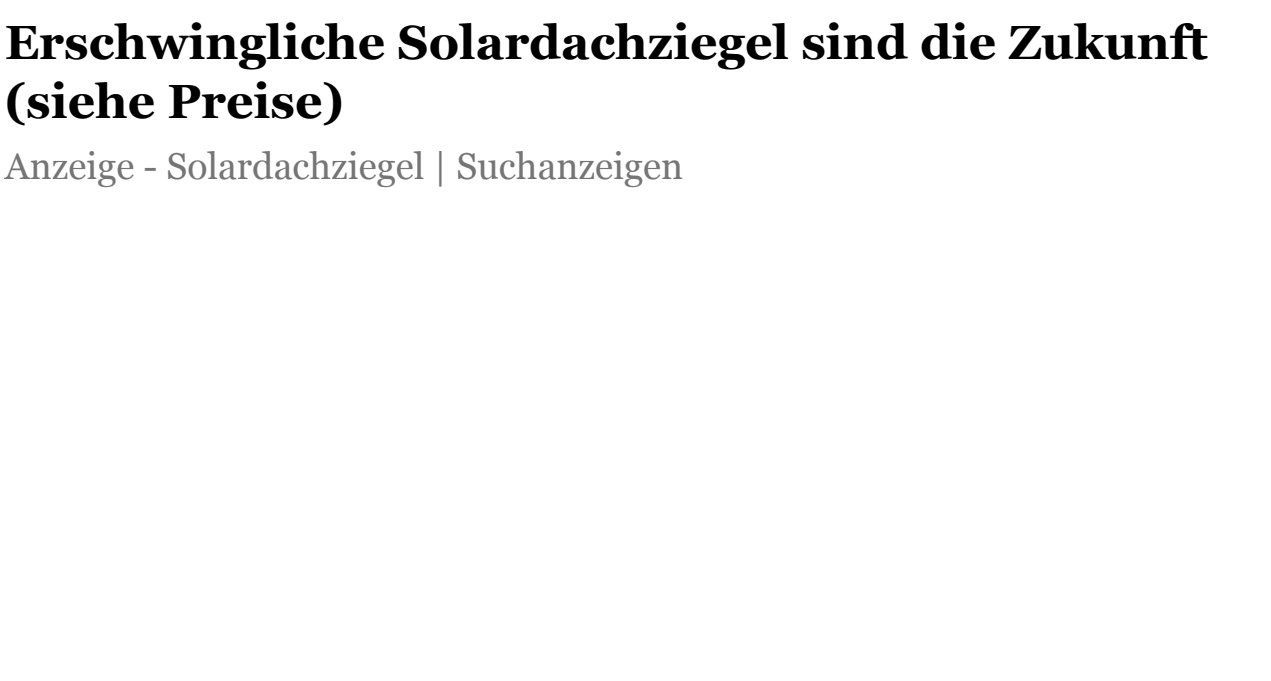 Erschwingliche Solardachziegel sind die Zukunft
(siehe Preise)
Anzeige - Solardachziegel | Suchanzeigen